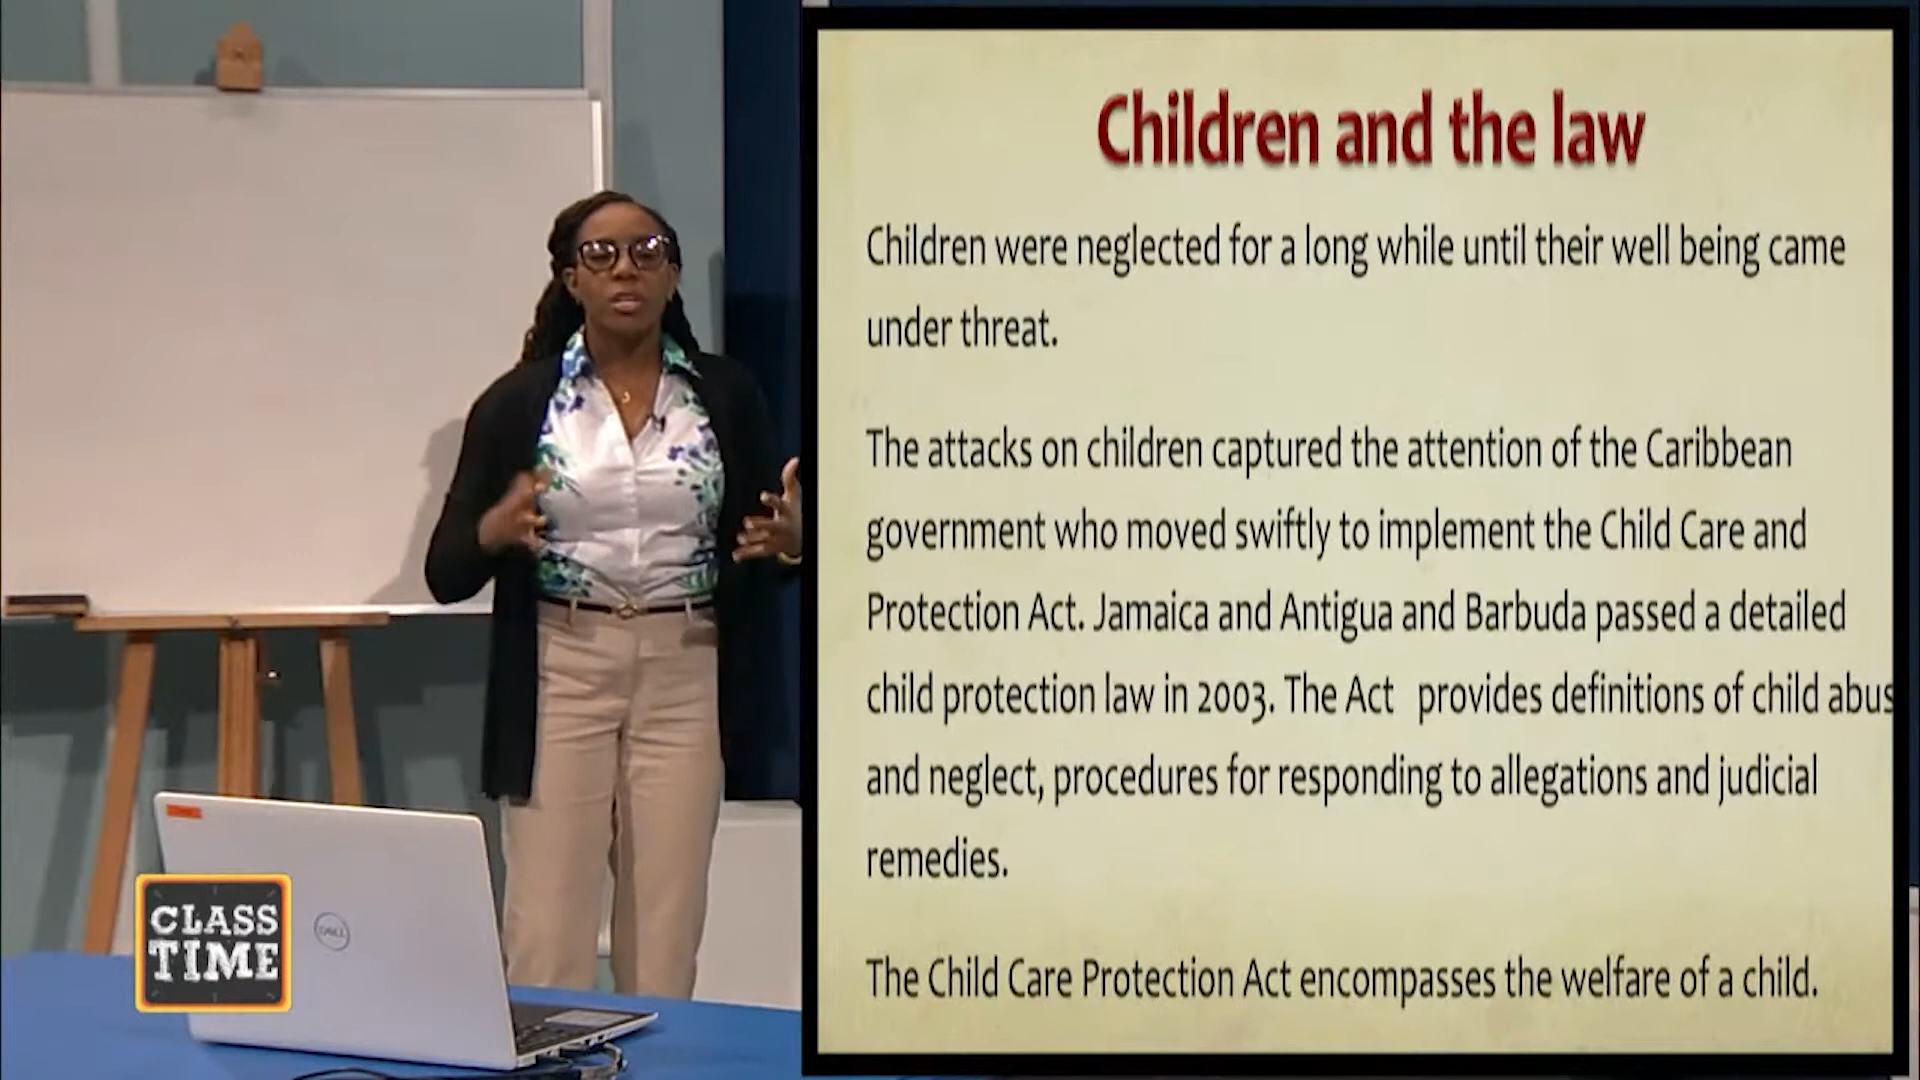 Children and the law
Children were neglected for a long while until their well being came
under threat.
The attacks on children captured the attention of the Caribbean
government who moved swiftly to implement the Child Care and
Protection Act. Jamaica and Antigua and Barbuda passed a detailed
child protection law in 2003. The Act provides definitions of child abus
and neglect, procedures for responding to allegations and judicial
remedies.
The Child Care Protection Act encompasses the welfare of a child.
CLASS
TIME
DELL